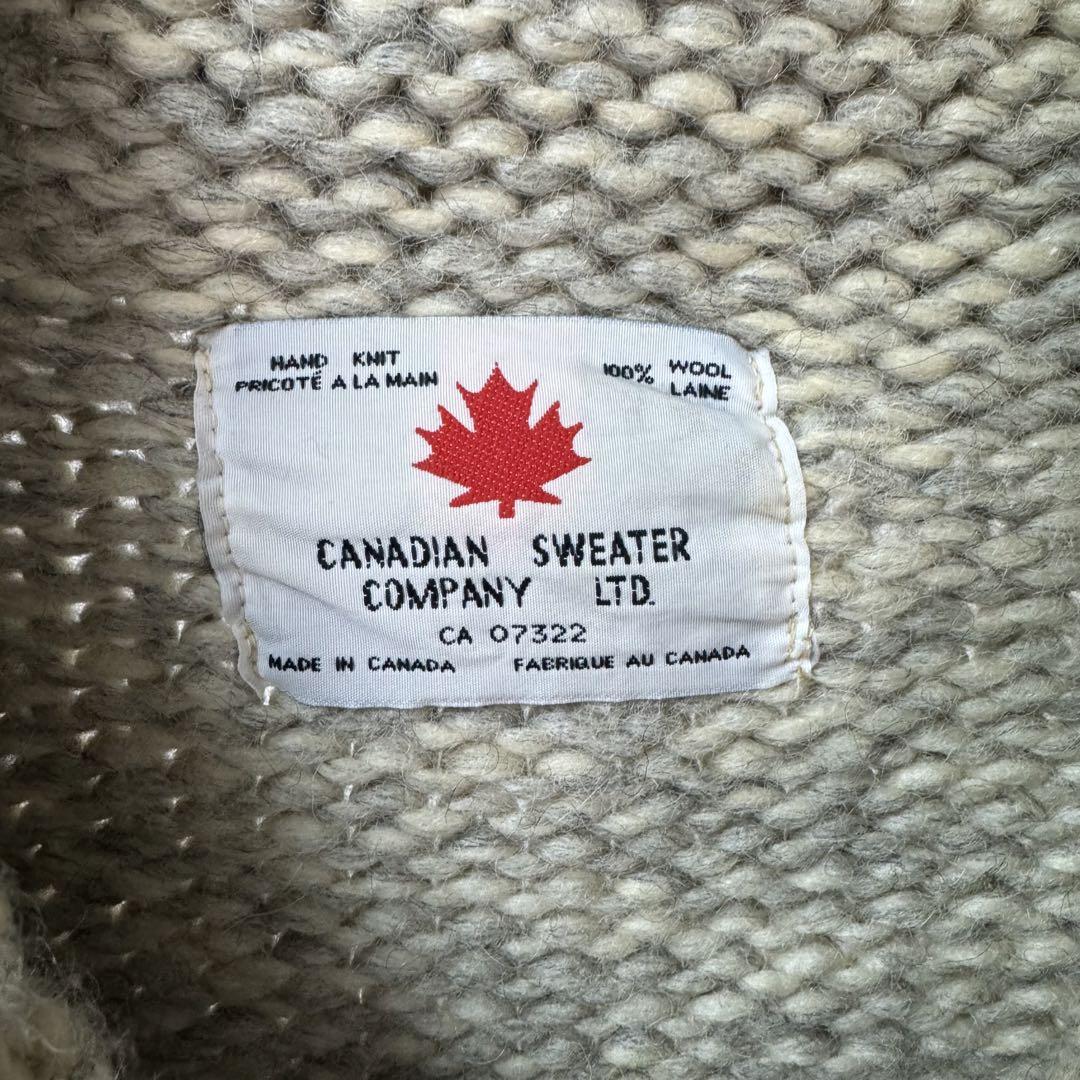 HAND KNIT
PRICOTÉ A LA MAIN
100% WOOL
LAINE
CANADIAN SWEATER
COMPANY LTD.
CA 07322
MADE IN CANADA FABRIQUE AU CANADA